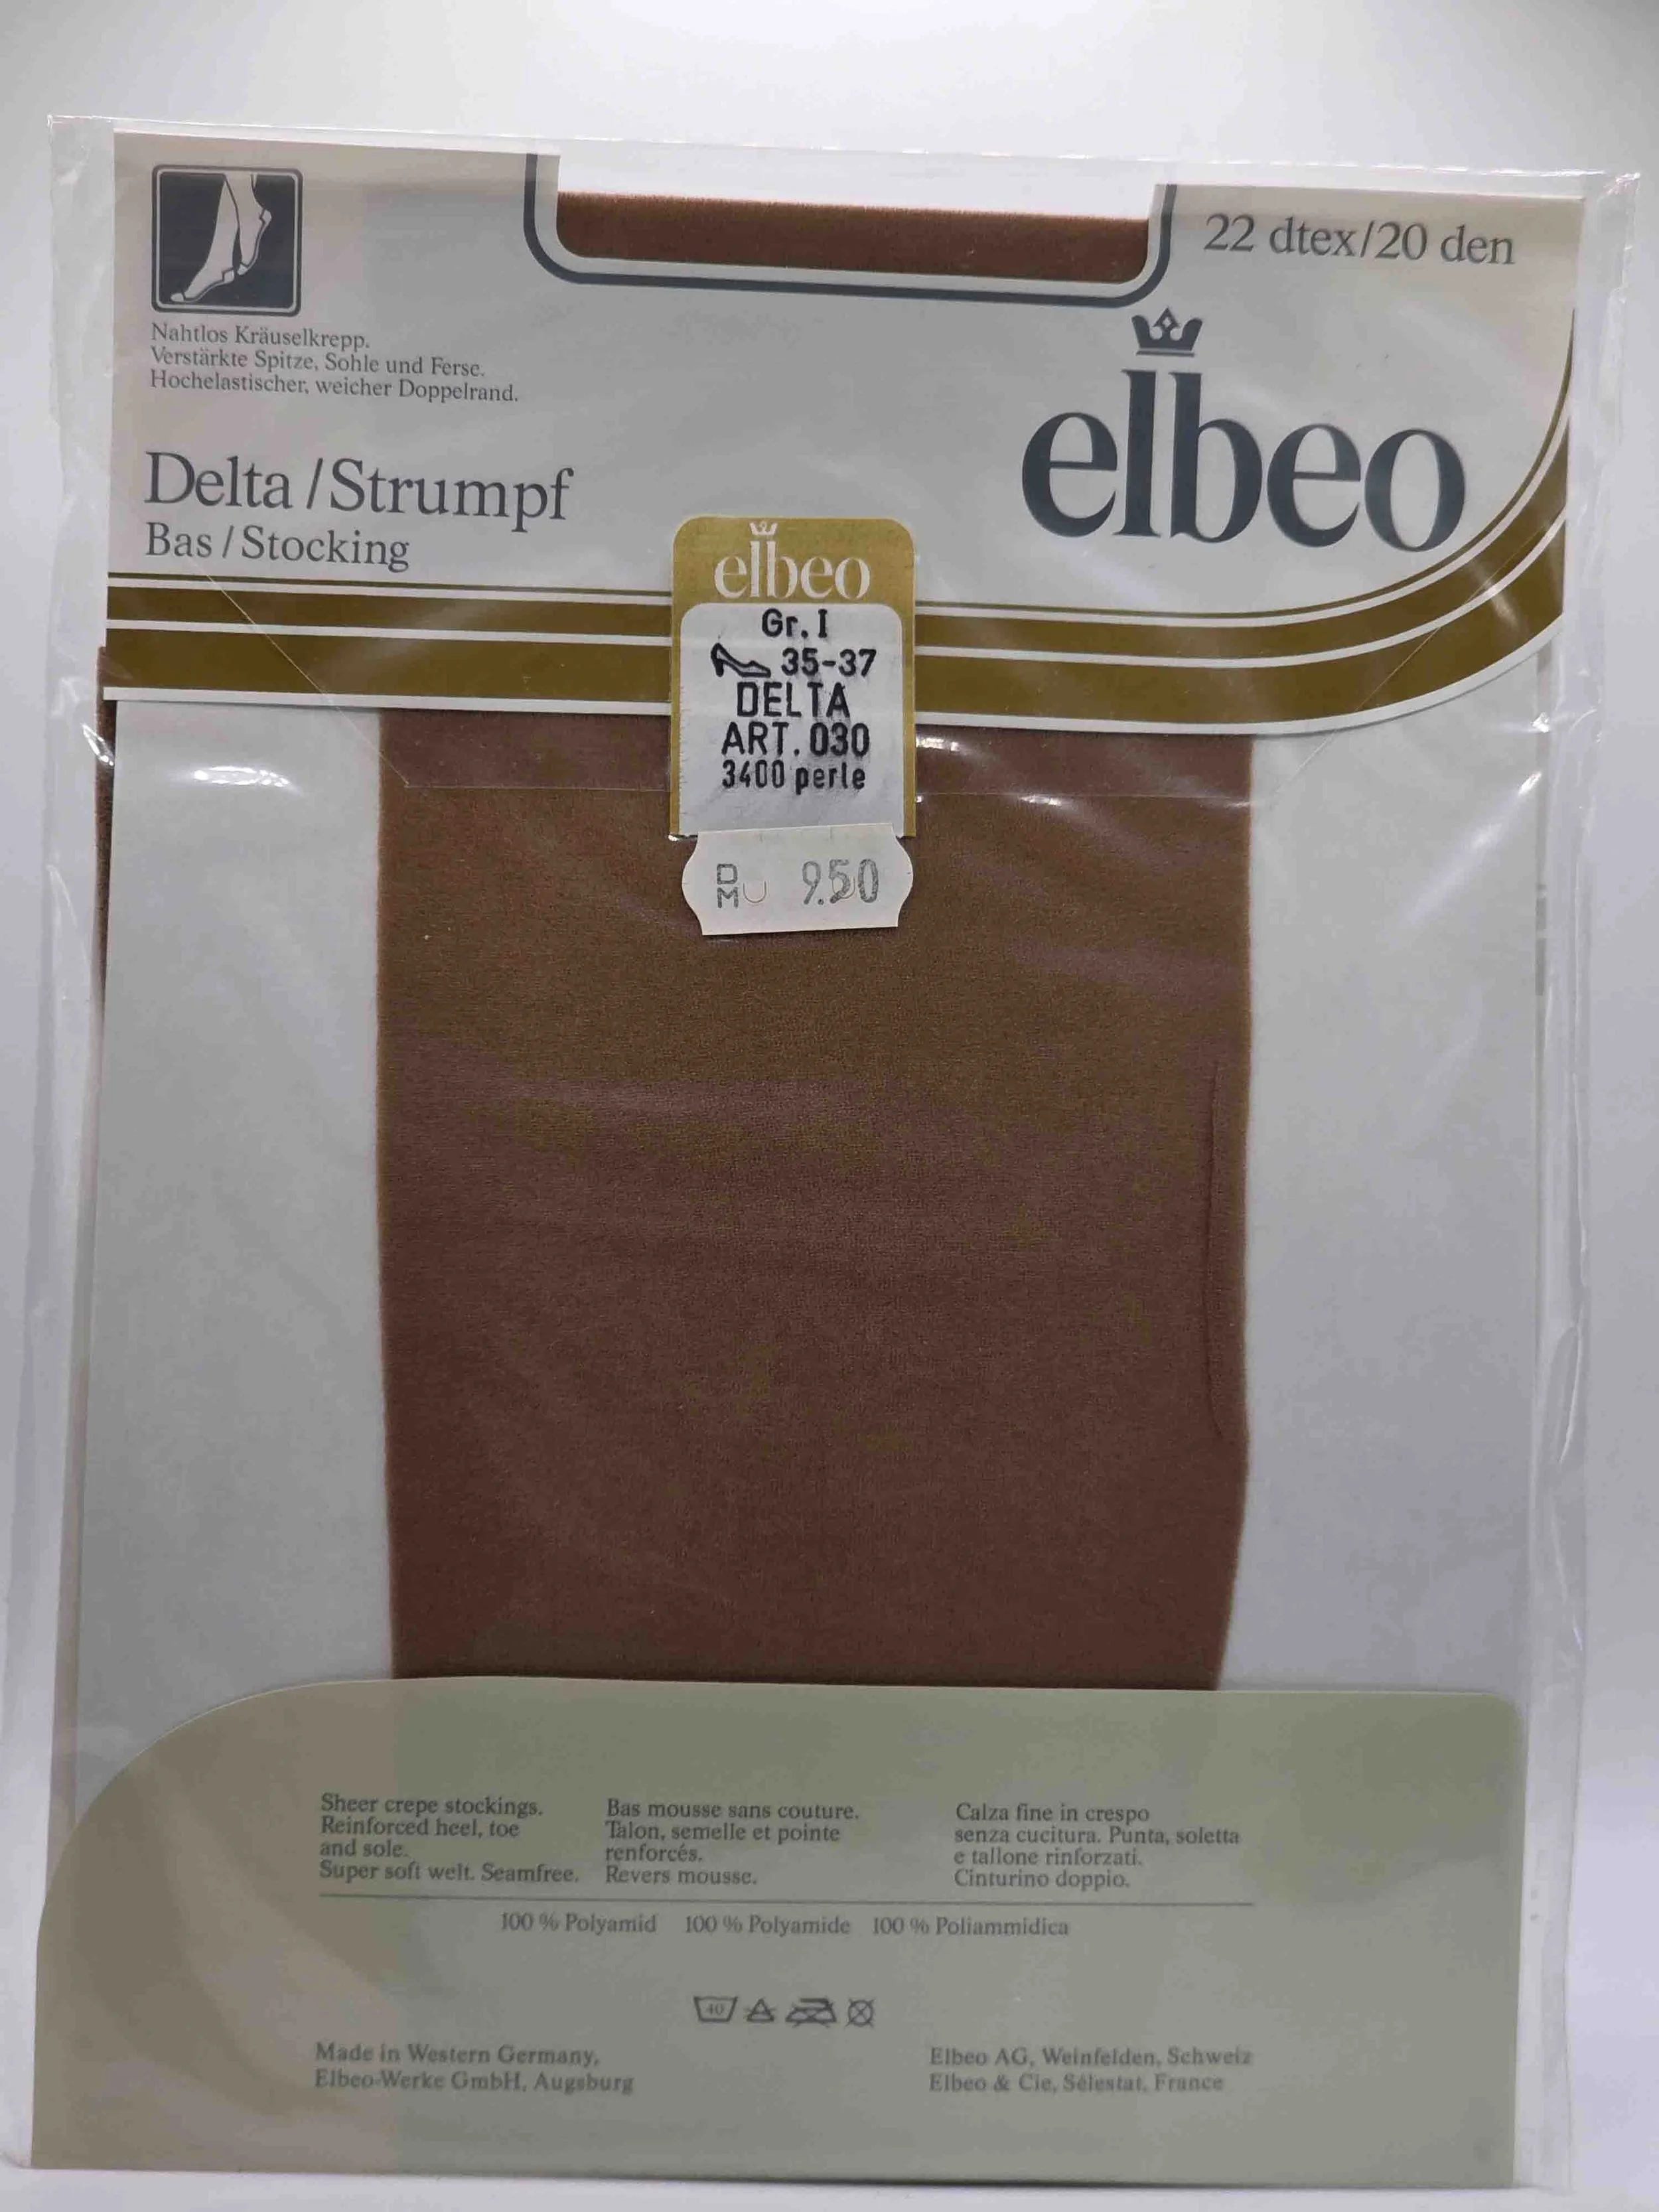 22 dtex/20 den
Nahtlos Kräuselkrepp.
Verstärkte Spitze, Sohle und Ferse.
Hochelastischer, weicher Doppelrand.
elbeo
Delta / Strumpf
Bas / Stocking
elbeo
Gr. I
35-37
DELTA
ART. 030
3400 perle
DM 9.50
Sheer crepe stockings.
Reinforced heel, toe
and sole.
Super soft welt. Seamfree.
Bas mousse sans couture.
Talon, semelle et pointe
renforcés.
Revers mousse.
Calza fine in crespo
senza cucitura. Punta, soletta
e tallone rinforzati.
Cinturino doppio.
100 % Polyamid 100 % Polyamide 100 % Poliammidica
40
Made in Western Germany,
Elbeo-Werke GmbH, Augsburg
Elbeo AG, Weinfelden, Schweiz
Elbeo & Cie, Sélestat, France